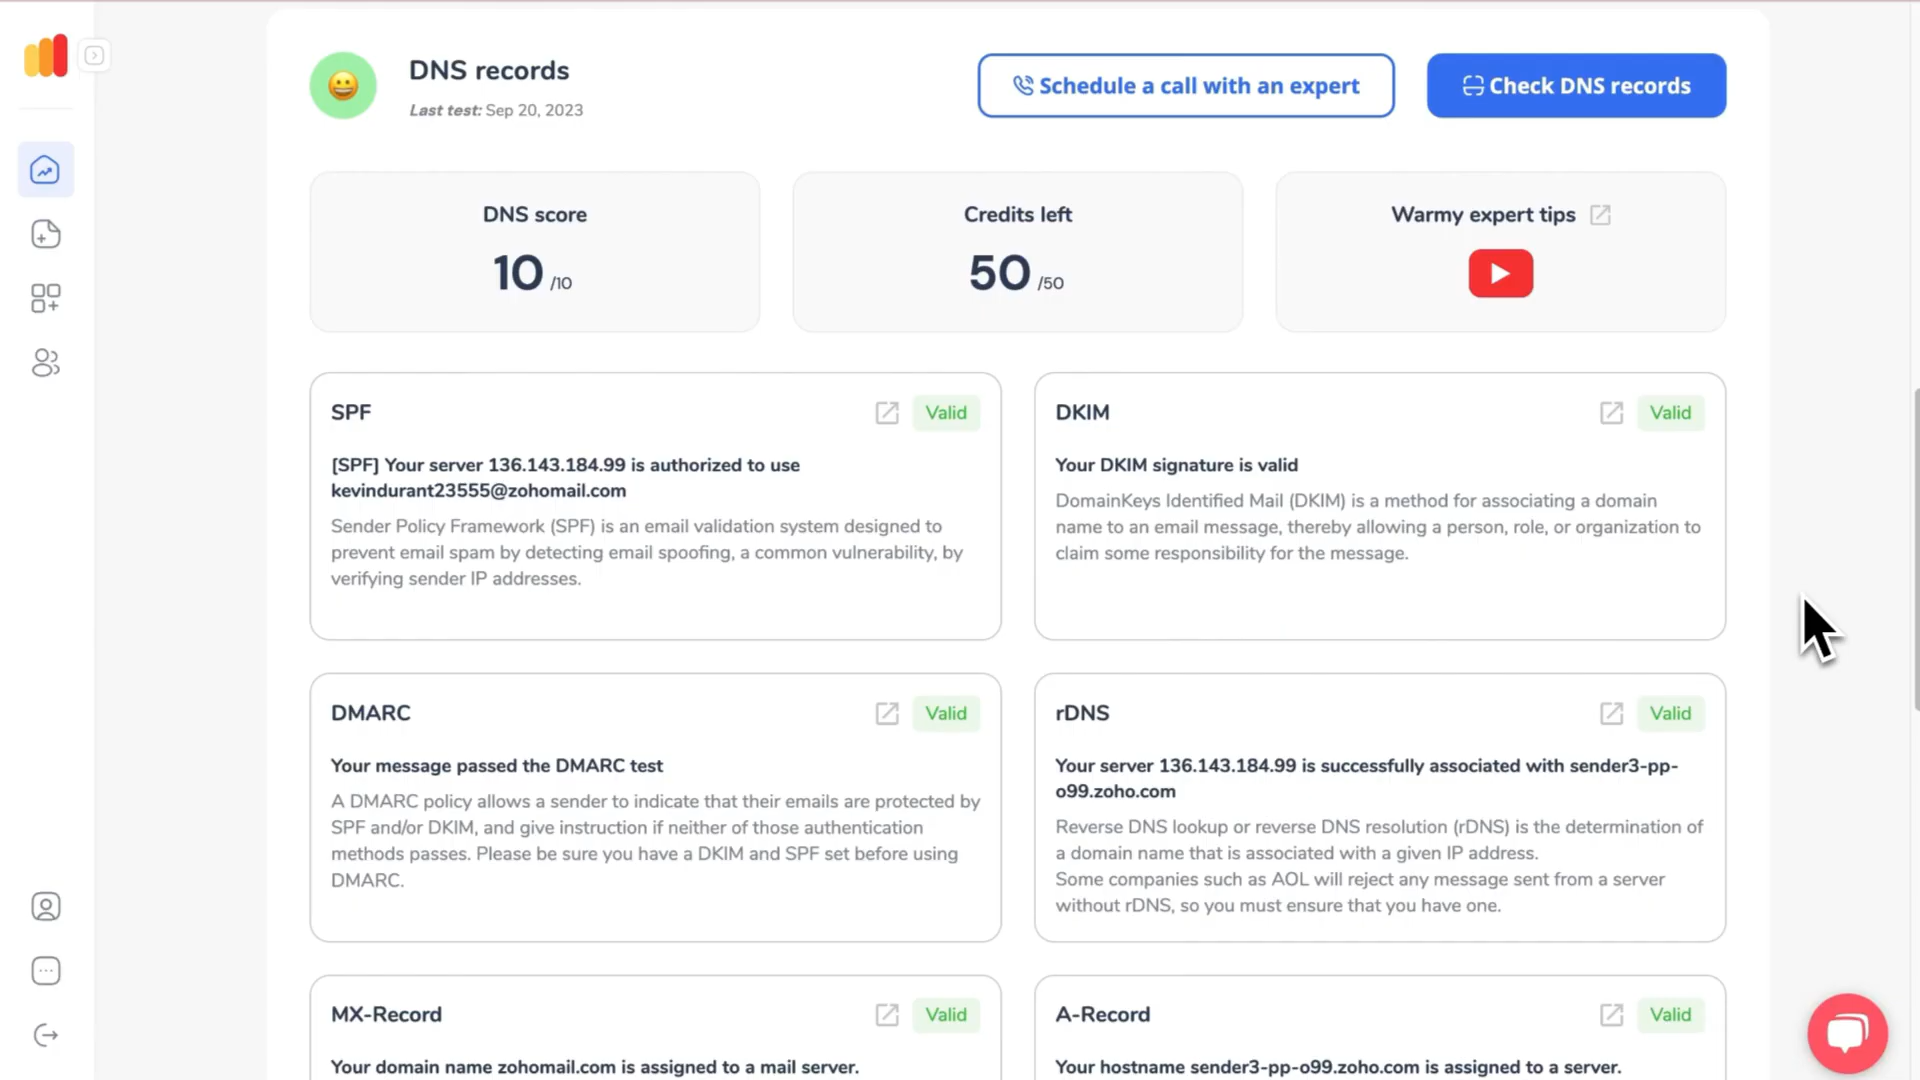 DNS records
Last test: Sep 20, 2023
Schedule a call with an expert
Check DNS records
DNS score
10 /10
Credits left
50 /50
Warmy expert tips
SPF
Valid
[SPF] Your server 136.143.184.99 is authorized to use
kevindurant23555@zohomail.com
Sender Policy Framework (SPF) is an email validation system designed to
prevent email spam by detecting email spoofing, a common vulnerability, by
verifying sender IP addresses.
DKIM
Valid
Your DKIM signature is valid
DomainKeys Identified Mail (DKIM) is a method for associating a domain
name to an email message, thereby allowing a person, role, or organization to
claim some responsibility for the message.
DMARC
Valid
Your message passed the DMARC test
A DMARC policy allows a sender to indicate that their emails are protected by
SPF and/or DKIM, and give instruction if neither of those authentication
methods passes. Please be sure you have a DKIM and SPF set before using
DMARC.
rDNS
Valid
Your server 136.143.184.99 is successfully associated with sender3-pp-
o99.zoho.com
Reverse DNS lookup or reverse DNS resolution (rDNS) is the determination of
a domain name that is associated with a given IP address.
Some companies such as AOL will reject any message sent from a server
without rDNS, so you must ensure that you have one.
MX-Record
Valid
Your domain name zohomail.com is assigned to a mail server.
A-Record
Valid
Your hostname sender3-pp-o99.zoho.com is assigned to a server.